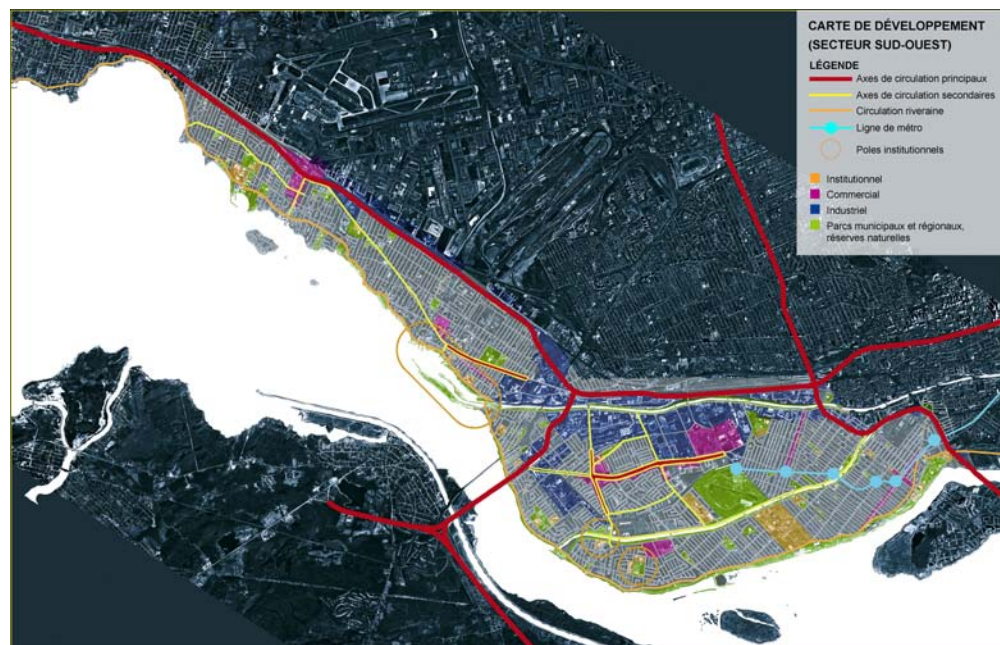 CARTE DE DÉVELOPPEMENT
(SECTEUR SUD-OUEST)
LÉGENDE
Axes de circulation principaux
Axes de circulation secondaires
Circulation riveraine
Ligne de métro
Poles institutionnels
Institutionnel
Commercial
Industriel
Parcs municipaux et régionaux,
réserves naturelles